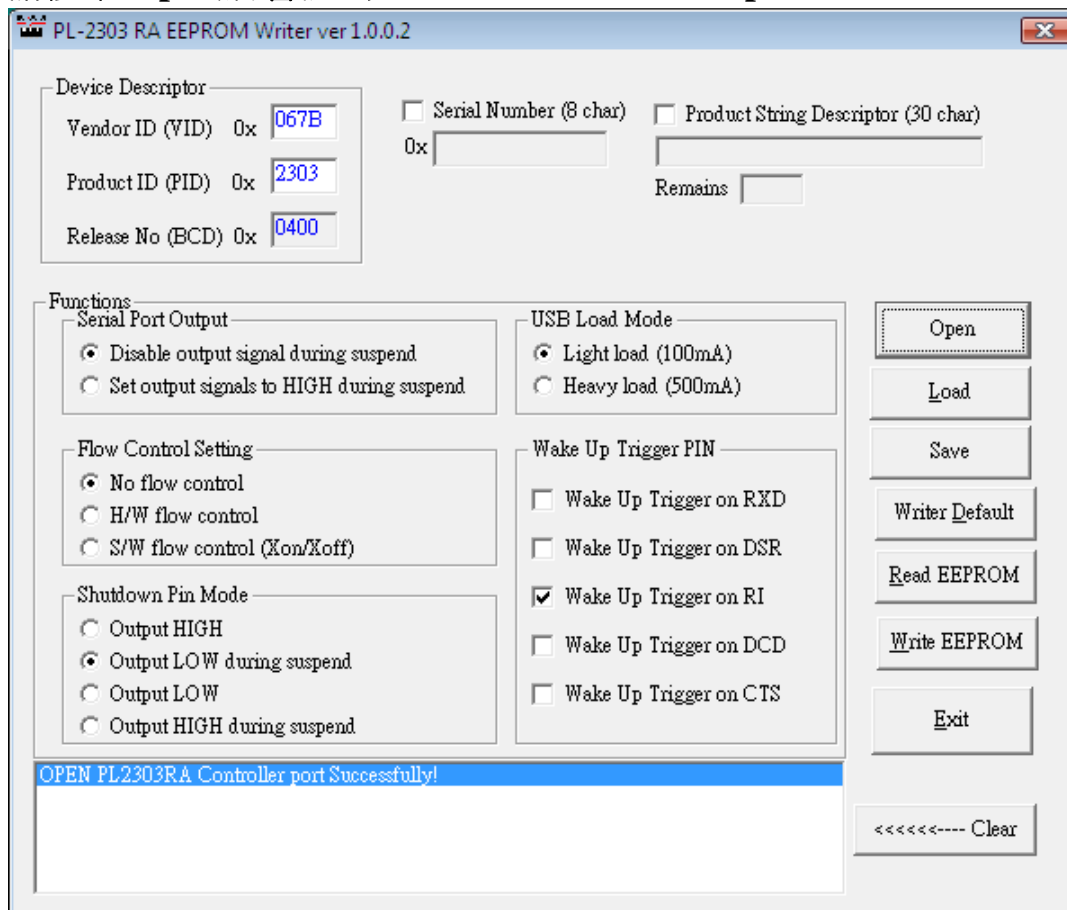 PL-2303 RA EEPROM Writer ver 1.0.0.2
Device Descriptor
Vendor ID (VID) 0x 067B
Product ID (PID) 0x 2303
Release No (BCD) 0x 0400
Serial Number (8 char)
0x
Product String Descriptor (30 char)
Remains
Functions
Serial Port Output
Disable output signal during suspend
Set output signals to HIGH during suspend
USB Load Mode
Light load (100mA)
Heavy load (500mA)
Flow Control Setting
No flow control
H/W flow control
S/W flow control (Xon/Xoff)
Shutdown Pin Mode
Output HIGH
Output LOW during suspend
Output LOW
Output HIGH during suspend
Wake Up Trigger PIN
Wake Up Trigger on RXD
Wake Up Trigger on DSR
Wake Up Trigger on RI
Wake Up Trigger on DCD
Wake Up Trigger on CTS
Open
Load
Save
Writer Default
Read EEPROM
Write EEPROM
Exit
OPEN PL2303RA Controller port Successfully!
<<<<<<---- Clear